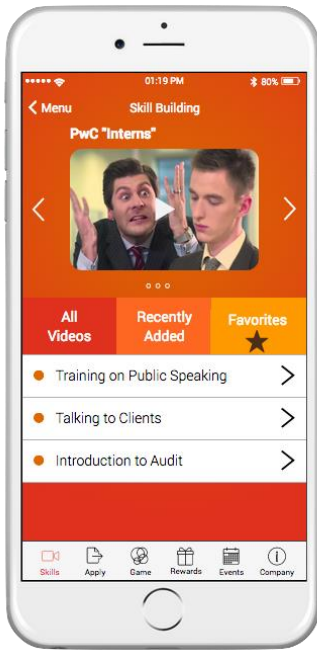 01:19 PM
80%
Menu
Skill Building
PwC "Interns"
All Videos
Recently Added
Favorites
Training on Public Speaking
Talking to Clients
Introduction to Audit
Skills
Apply
Game
Rewards
Events
Company